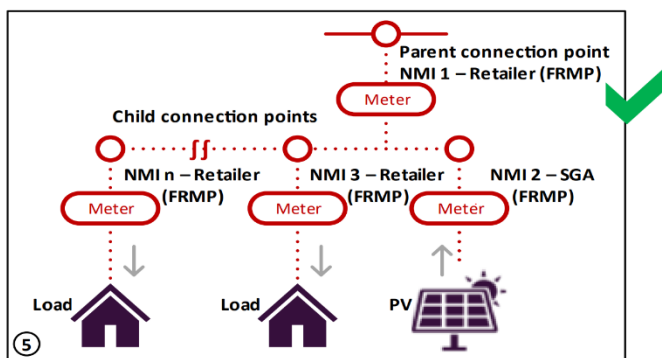 Parent connection point
NMI 1 – Retailer (FRMP)
Meter
Child connection points
NMI n – Retailer
(FRMP)
NMI 3 – Retailer
(FRMP)
NMI 2 – SGA
(FRMP)
Meter
Meter
Meter
Load
Load
PV
5